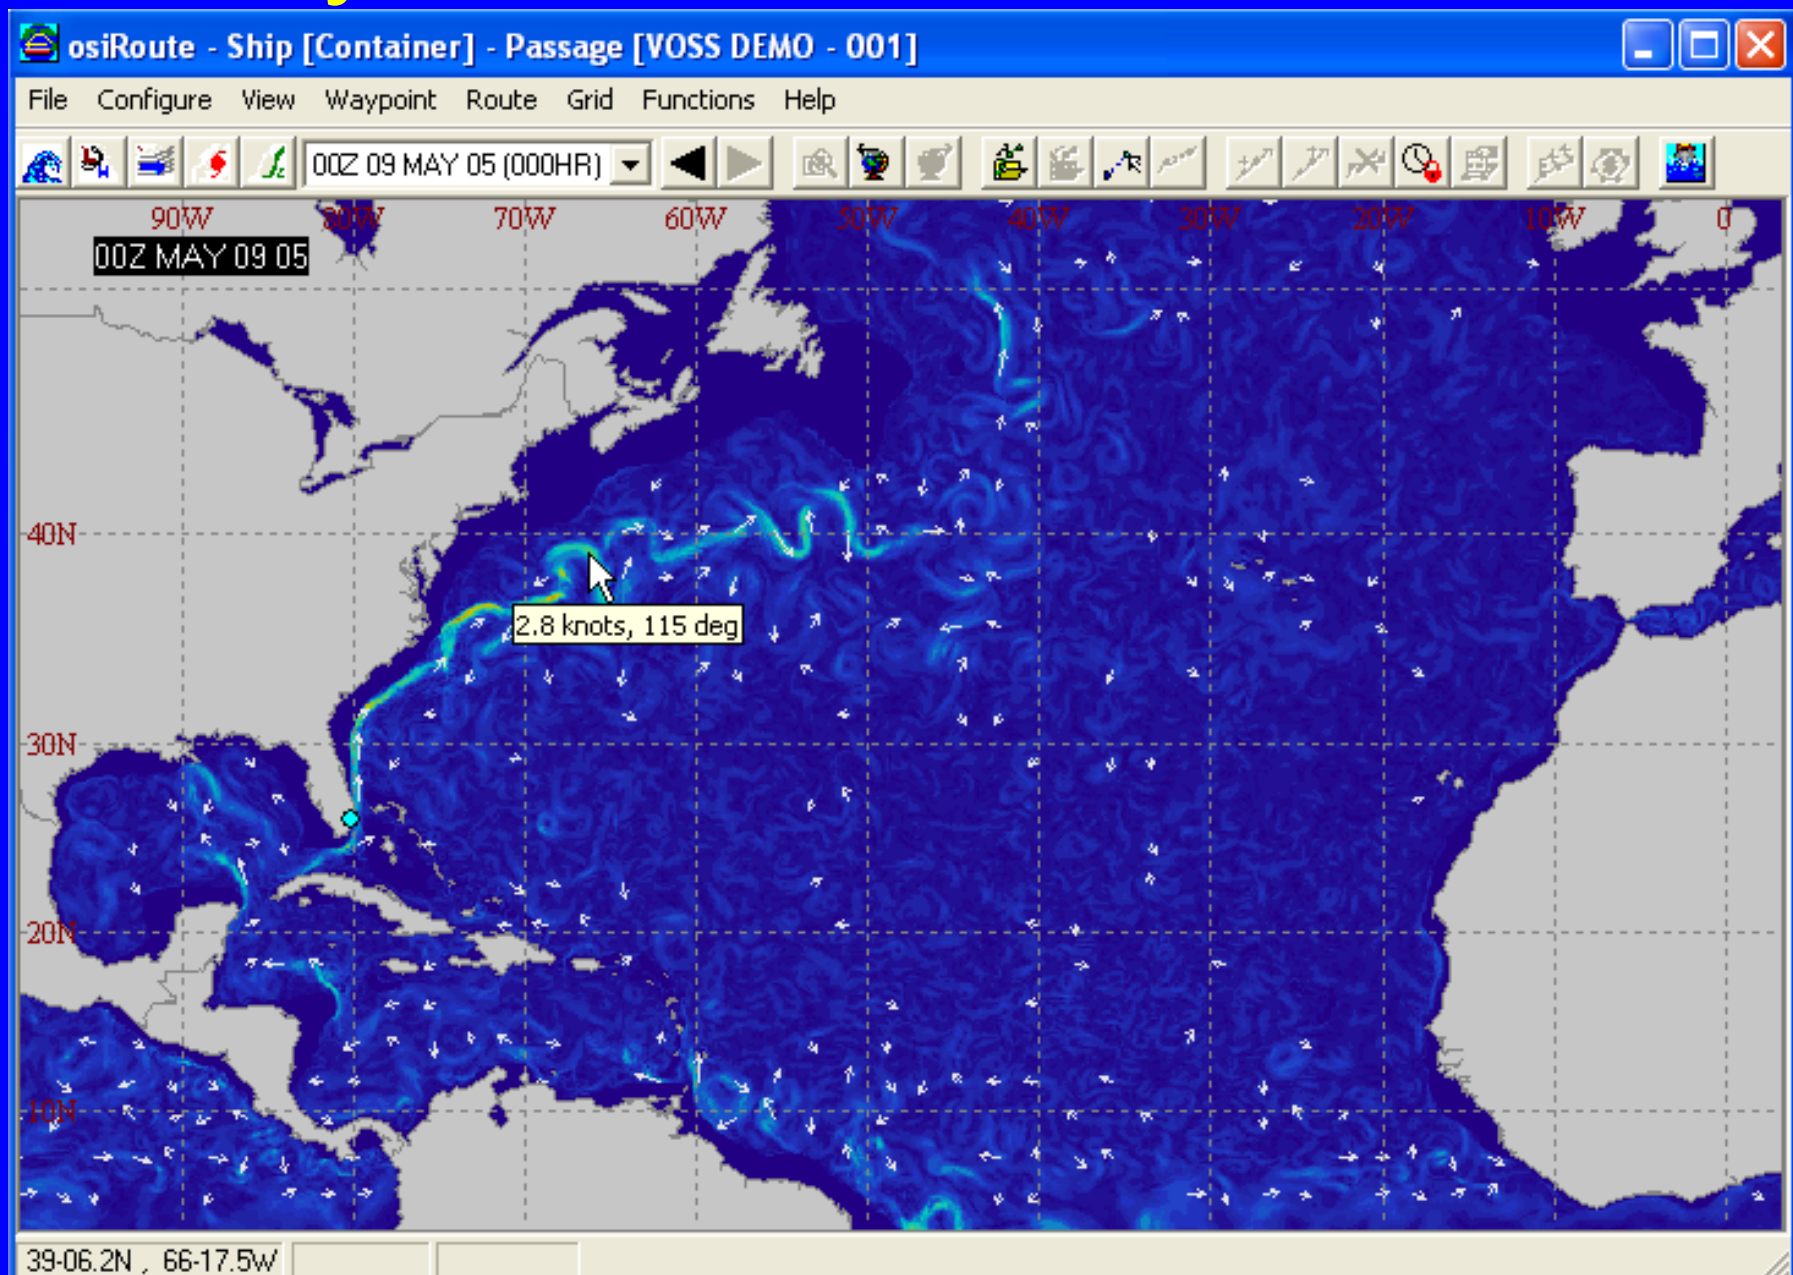 osiRoute - Ship [Container] - Passage [VOSS DEMO - 001]
File Configure View Waypoint Route Grid Functions Help
00Z 09 MAY 05 (000HR)
90W 80W 70W 60W 50W 40W 30W 20W 10W 0
00Z MAY 09 05
40N
2.8 knots, 115 deg
30N
20N
10N
39-06.2N , 66-17.5W